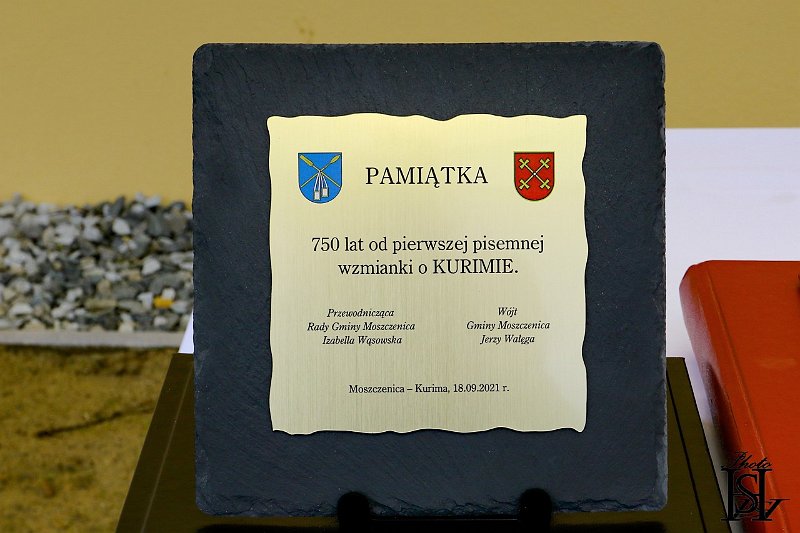 PAMIĄTKA
750 lat od pierwszej pisemnej
wzmianki o KURIMIE.
Przewodnicząca
Rady Gminy Moszczenica
Izabella Wąsowska
Wójt
Gminy Moszczenica
Jerzy Wałęga
Moszczenica – Kurima, 18.09.2021 r.
Photo